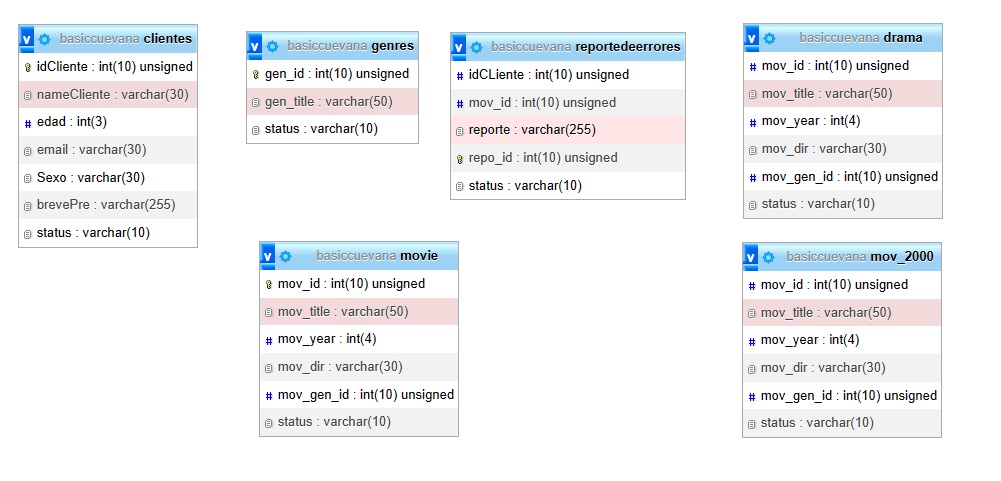 basiccuevana clientes
idCliente : int(10) unsigned
nameCliente : varchar(30)
edad : int(3)
email : varchar(30)
Sexo : varchar(30)
brevePre : varchar(255)
status : varchar(10)
basiccuevana genres
gen_id : int(10) unsigned
gen_title : varchar(50)
status : varchar(10)
basiccuevana reportedeerrores
idCLiente : int(10) unsigned
mov_id : int(10) unsigned
reporte : varchar(255)
repo_id : int(10) unsigned
status : varchar(10)
basiccuevana drama
mov_id : int(10) unsigned
mov_title : varchar(50)
mov_year : int(4)
mov_dir : varchar(30)
mov_gen_id : int(10) unsigned
status : varchar(10)
basiccuevana movie
mov_id : int(10) unsigned
mov_title : varchar(50)
mov_year : int(4)
mov_dir : varchar(30)
mov_gen_id : int(10) unsigned
status : varchar(10)
basiccuevana mov_2000
mov_id : int(10) unsigned
mov_title : varchar(50)
mov_year : int(4)
mov_dir : varchar(30)
mov_gen_id : int(10) unsigned
status : varchar(10)